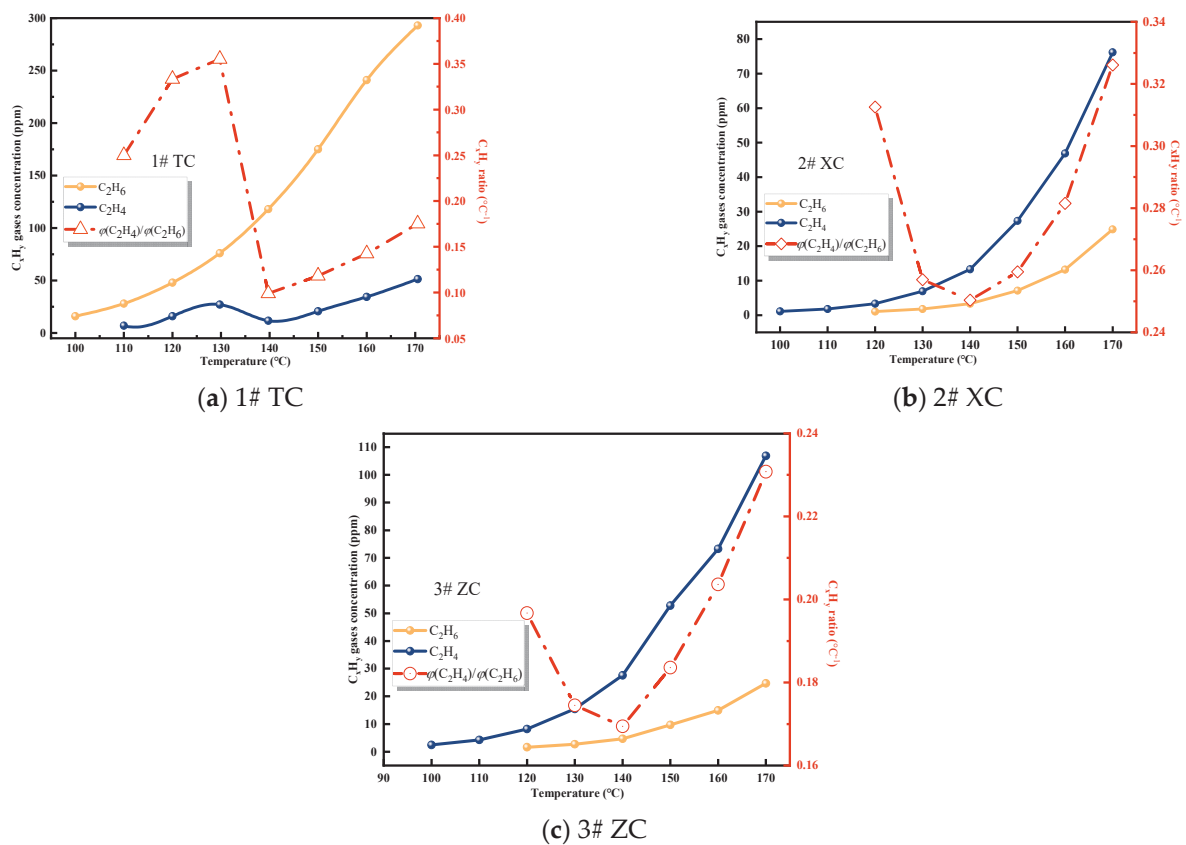 300
250
200
150
100
50
0
CxHy gases concentration (ppm)
0.40
0.35
0.30
0.25
0.20
0.15
0.10
0.05
CxHy ratio (°C⁻¹)
1# TC
C₂H₆
C₂H₄
φ(C₂H₄)/φ(C₂H₆)
100 110 120 130 140 150 160 170
Temperature (°C)
(a) 1# TC
80
70
60
50
40
30
20
10
0
CxHy gases concentration (ppm)
0.34
0.32
0.30
0.28
0.26
0.24
CxHy ratio (°C⁻¹)
2# XC
C₂H₆
C₂H₄
φ(C₂H₄)/φ(C₂H₆)
100 110 120 130 140 150 160 170
Temperature (°C)
(b) 2# XC
110
100
90
80
70
60
50
40
30
20
10
0
CxHy gases concentration (ppm)
0.24
0.22
0.20
0.18
0.16
CxHy ratio (°C⁻¹)
3# ZC
C₂H₆
C₂H₄
φ(C₂H₄)/φ(C₂H₆)
90 100 110 120 130 140 150 160 170
Temperature (°C)
(c) 3# ZC